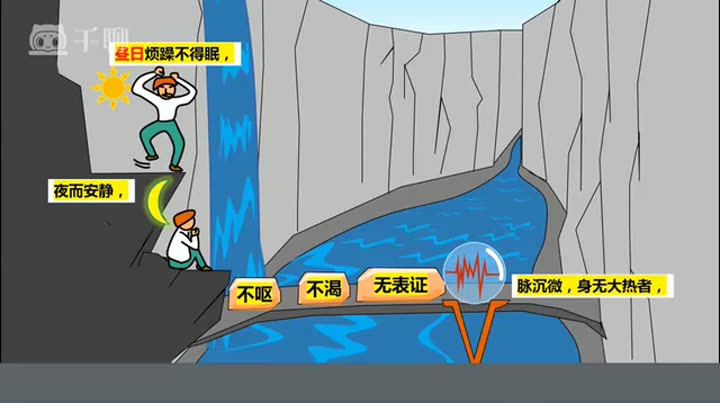 千聊
昼日烦躁不得眠，
夜而安静，
不呕
不渴
无表证
脉沉微，身无大热者，